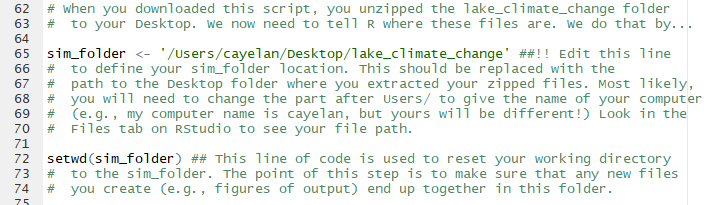 62 # When you downloaded this script, you unzipped the lake_climate_change folder
63 #  to your Desktop. We now need to tell R where these files are. We do that by...
64
65 sim_folder <- '/Users/cayelan/Desktop/lake_climate_change' ##!! Edit this line
66 #  to define your sim_folder location. This should be replaced with the
67 #  path to the Desktop folder where you extracted your zipped files. Most likely,
68 #  you will need to change the part after Users/ to give the name of your computer
69 #  (e.g., my computer name is cayelan, but yours will be different!) Look in the
70 #  Files tab on RStudio to see your file path.
71
72 setwd(sim_folder) ## This line of code is used to reset your working directory
73 #  to the sim_folder. The point of this step is to make sure that any new files
74 #  you create (e.g., figures of output) end up together in this folder.
75